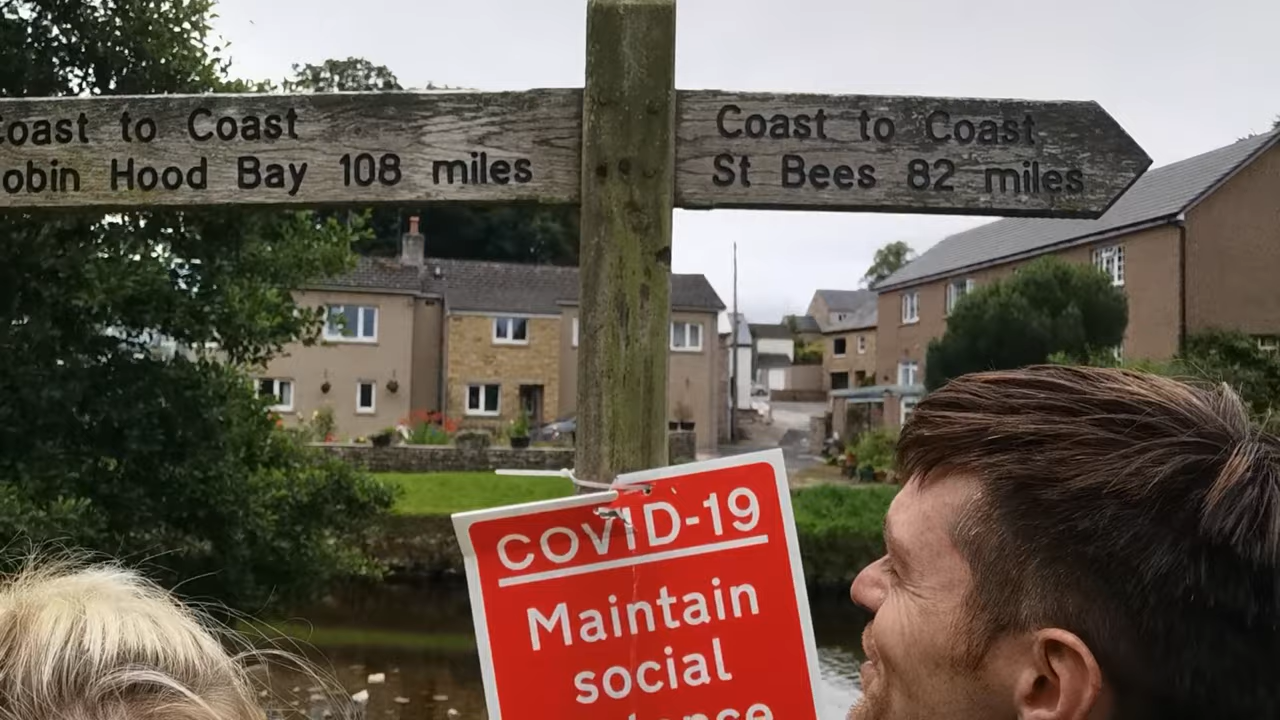 Coast to Coast
obin Hood Bay 108 miles
Coast to Coast
St Bees 82 miles
COVID-19
Maintain
social
tance